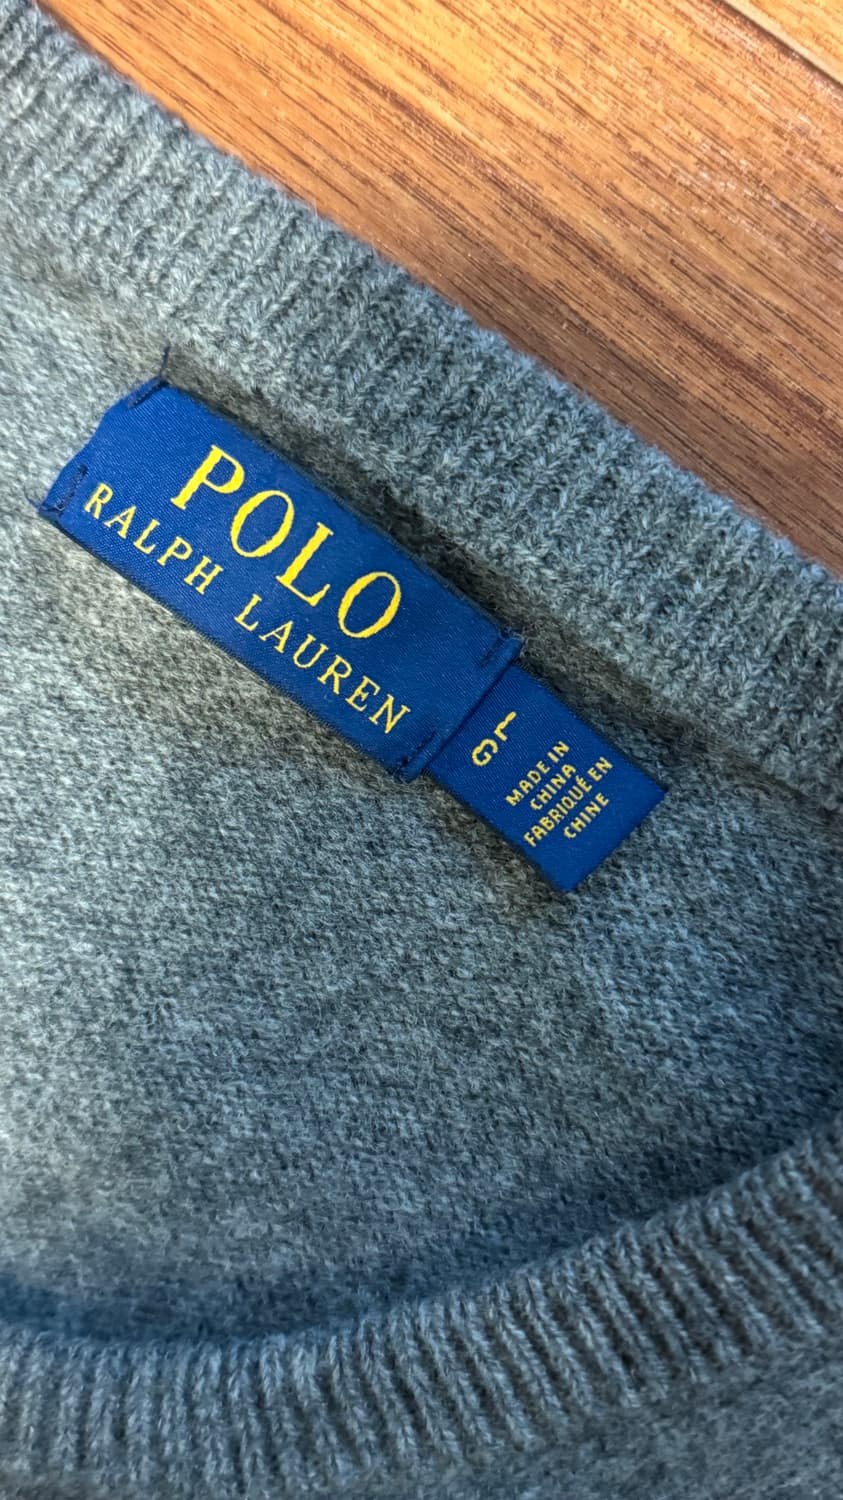 POLO
RALPH LAUREN
L
G
MADE IN
CHINA
FABRIQUÉ EN
CHINE